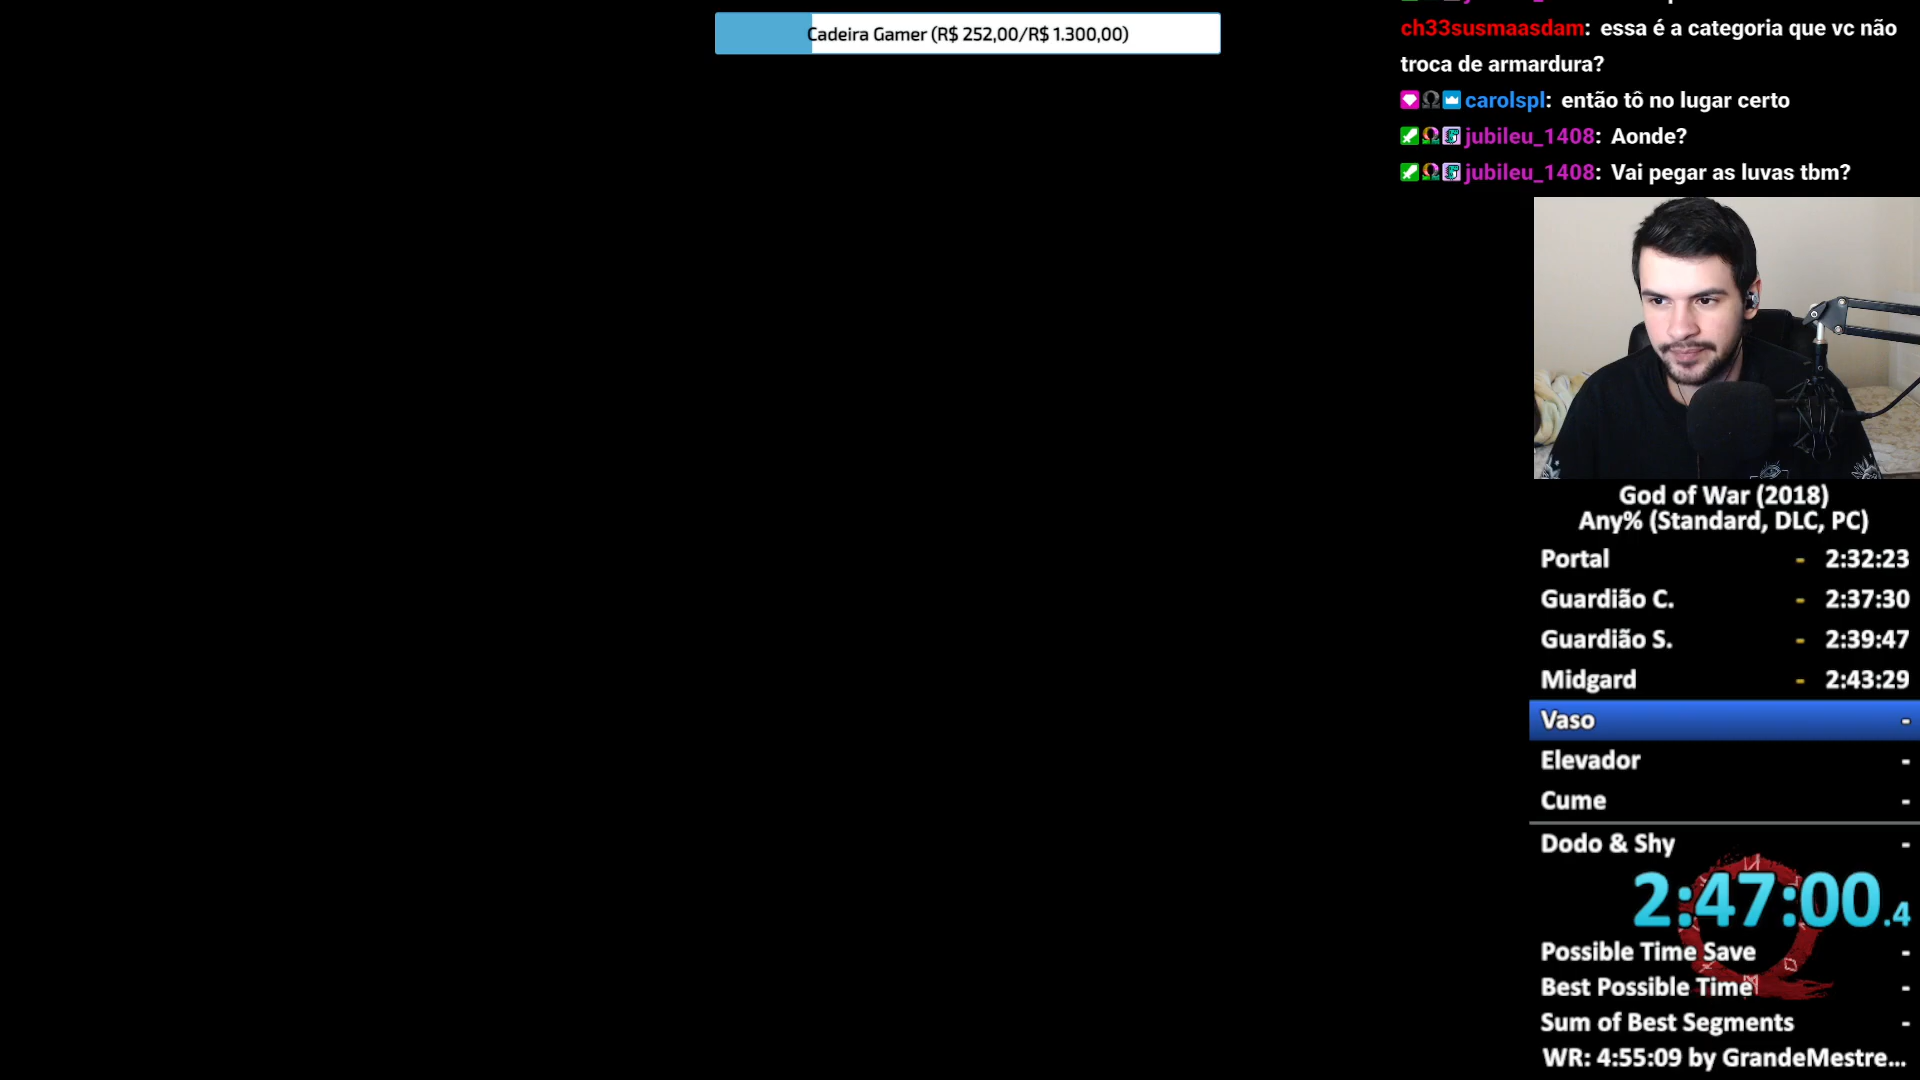 Cadeira Gamer (R$ 252,00/R$ 1.300,00)
ch33susmaasdam: essa é a categoria que vc não
troca de armardura?
carolspl: então tô no lugar certo
jubileu_1408: Aonde?
jubileu_1408: Vai pegar as luvas tbm?
God of War (2018)
Any% (Standard, DLC, PC)
Portal - 2:32:23
Guardião C. - 2:37:30
Guardião S. - 2:39:47
Midgard - 2:43:29
Vaso -
Elevador -
Cume -
Dodo & Shy -
2:47:00.4
Possible Time Save -
Best Possible Time -
Sum of Best Segments -
WR: 4:55:09 by GrandeMestre...